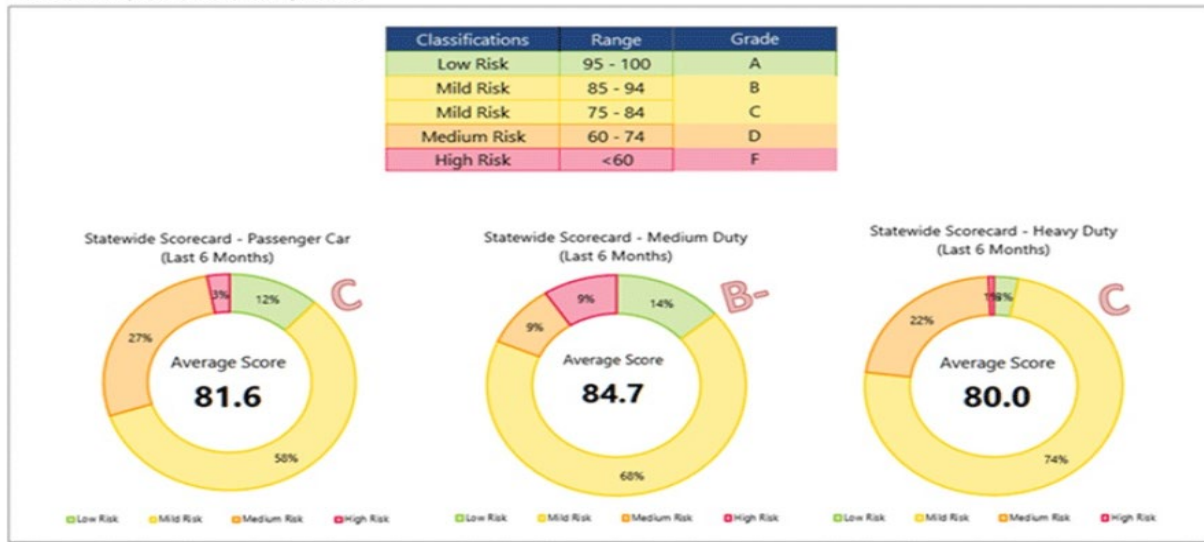 Classifications Range Grade
Low Risk 95 - 100 A
Mild Risk 85 - 94 B
Mild Risk 75 - 84 C
Medium Risk 60 - 74 D
High Risk <60 F
Statewide Scorecard - Passenger Car
(Last 6 Months)
C
3%
12%
27%
Average Score
81.6
58%
Low Risk Mild Risk Medium Risk High Risk
Statewide Scorecard - Medium Duty
(Last 6 Months)
B-
9%
14%
9%
Average Score
84.7
68%
Low Risk Mild Risk Medium Risk High Risk
Statewide Scorecard - Heavy Duty
(Last 6 Months)
C
22%
Average Score
80.0
74%
Low Risk Mild Risk Medium Risk High Risk